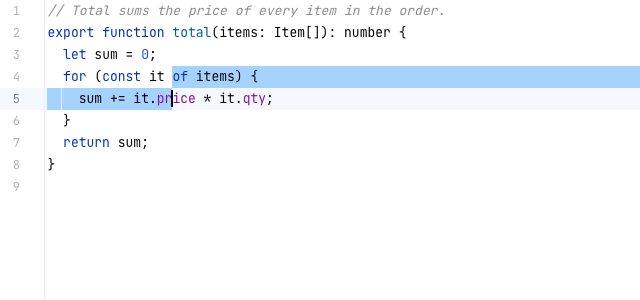 1 // Total sums the price of every item in the order.
2 export function total(items: Item[]): number {
3   let sum = 0;
4   for (const it of items) {
5     sum += it.price * it.qty;
6   }
7   return sum;
8 }
9